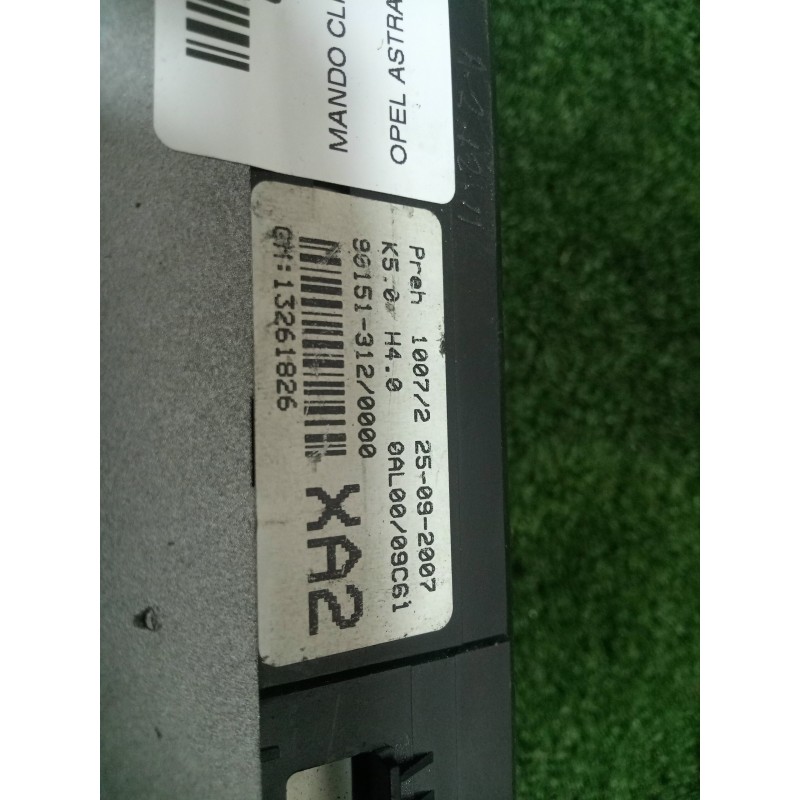 MANDO
OPEL ASTRA
Preh 1007/2 25-09-2007
K5.0 H4.0 0AL00/09C61
90151-312/0000
GM:13261826
XA2